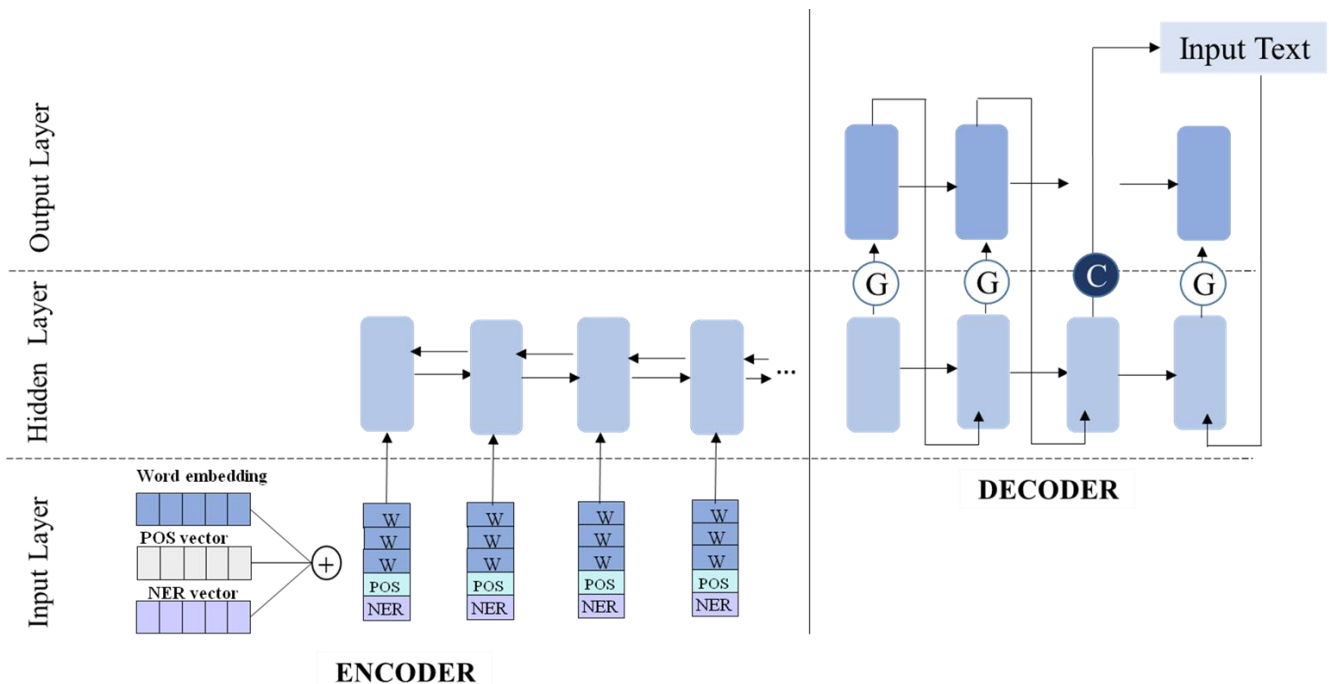 Input Text
Output Layer
G
G
C
G
Hidden Layer
...
Word embedding
POS vector
NER vector
+
Input Layer
W
W
W
POS
NER
W
W
W
POS
NER
W
W
W
POS
NER
W
W
W
POS
NER
DECODER
ENCODER